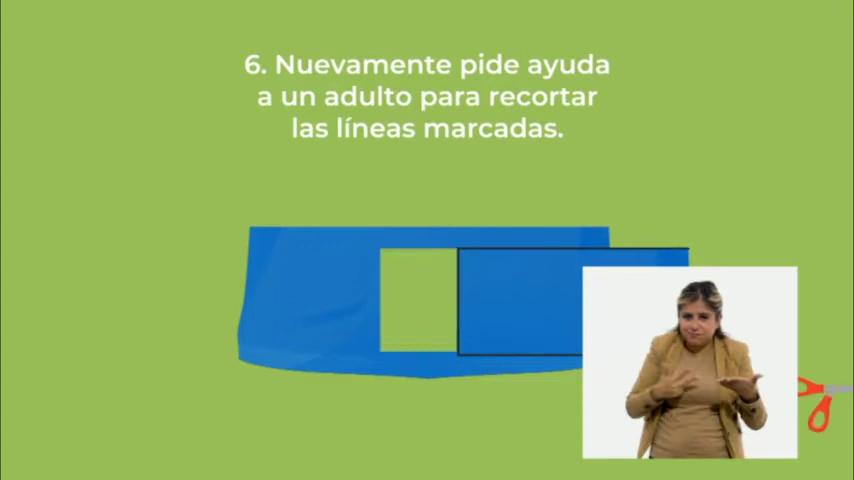 6. Nuevamente pide ayuda
a un adulto para recortar
las líneas marcadas.